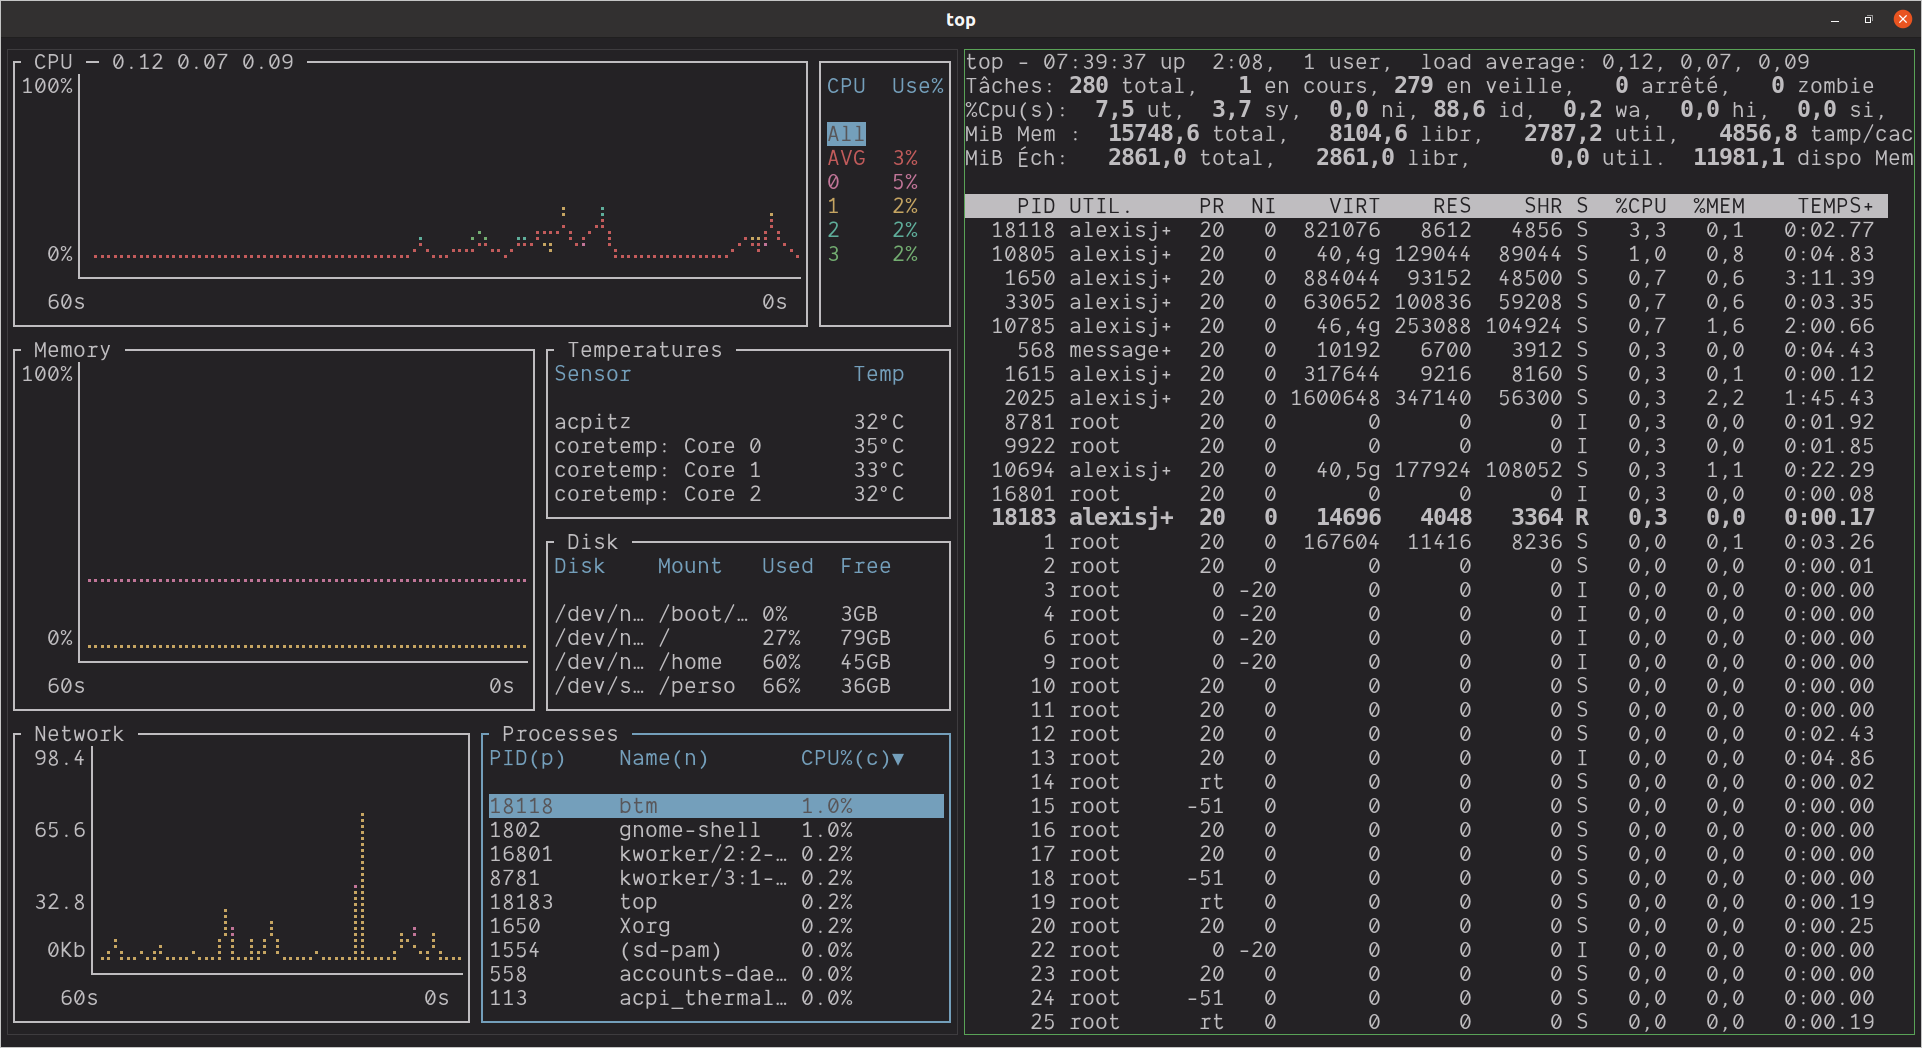 top
CPU — 0.12 0.07 0.09
100%
0%
60s 0s
CPU Use%
All
AVG 3%
0 5%
1 2%
2 2%
3 2%
Memory
100%
0%
60s 0s
Temperatures
Sensor Temp
acpitz 32°C
coretemp: Core 0 35°C
coretemp: Core 1 33°C
coretemp: Core 2 32°C
Disk
Disk Mount Used Free
/dev/n… /boot/… 0% 3GB
/dev/n… / 27% 79GB
/dev/n… /home 60% 45GB
/dev/s… /perso 66% 36GB
Network
98.4
65.6
32.8
0Kb
60s 0s
Processes
PID(p) Name(n) CPU%(c)▼
18118 btm 1.0%
1802 gnome-shell 1.0%
16801 kworker/2:2-… 0.2%
8781 kworker/3:1-… 0.2%
18183 top 0.2%
1650 Xorg 0.2%
1554 (sd-pam) 0.0%
558 accounts-dae… 0.0%
113 acpi_thermal… 0.0%
top - 07:39:37 up 2:08, 1 user, load average: 0,12, 0,07, 0,09
Tâches: 280 total, 1 en cours, 279 en veille, 0 arrêté, 0 zombie
%Cpu(s): 7,5 ut, 3,7 sy, 0,0 ni, 88,6 id, 0,2 wa, 0,0 hi, 0,0 si,
MiB Mem : 15748,6 total, 8104,6 libr, 2787,2 util, 4856,8 tamp/cac
MiB Éch: 2861,0 total, 2861,0 libr, 0,0 util. 11981,1 dispo Mem
PID UTIL. PR NI VIRT RES SHR S %CPU %MEM TEMPS+
18118 alexisj+ 20 0 821076 8612 4856 S 3,3 0,1 0:02.77
10805 alexisj+ 20 0 40,4g 129044 89044 S 1,0 0,8 0:04.83
1650 alexisj+ 20 0 884044 93152 48500 S 0,7 0,6 3:11.39
3305 alexisj+ 20 0 630652 100836 59208 S 0,7 0,6 0:03.35
10785 alexisj+ 20 0 46,4g 253088 104924 S 0,7 1,6 2:00.66
568 message+ 20 0 10192 6700 3912 S 0,3 0,0 0:04.43
1615 alexisj+ 20 0 317644 9216 8160 S 0,3 0,1 0:00.12
2025 alexisj+ 20 0 1600648 347140 56300 S 0,3 2,2 1:45.43
8781 root 20 0 0 0 0 I 0,3 0,0 0:01.92
9922 root 20 0 0 0 0 I 0,3 0,0 0:01.85
10694 alexisj+ 20 0 40,5g 177924 108052 S 0,3 1,1 0:22.29
16801 root 20 0 0 0 0 I 0,3 0,0 0:00.08
18183 alexisj+ 20 0 14696 4048 3364 R 0,3 0,0 0:00.17
1 root 20 0 167604 11416 8236 S 0,0 0,1 0:03.26
2 root 20 0 0 0 0 S 0,0 0,0 0:00.01
3 root 0 -20 0 0 0 I 0,0 0,0 0:00.00
4 root 0 -20 0 0 0 I 0,0 0,0 0:00.00
6 root 0 -20 0 0 0 I 0,0 0,0 0:00.00
9 root 0 -20 0 0 0 I 0,0 0,0 0:00.00
10 root 20 0 0 0 0 S 0,0 0,0 0:00.00
11 root 20 0 0 0 0 S 0,0 0,0 0:00.00
12 root 20 0 0 0 0 S 0,0 0,0 0:02.43
13 root 20 0 0 0 0 I 0,0 0,0 0:04.86
14 root rt 0 0 0 0 S 0,0 0,0 0:00.02
15 root -51 0 0 0 0 S 0,0 0,0 0:00.00
16 root 20 0 0 0 0 S 0,0 0,0 0:00.00
17 root 20 0 0 0 0 S 0,0 0,0 0:00.00
18 root -51 0 0 0 0 S 0,0 0,0 0:00.00
19 root rt 0 0 0 0 S 0,0 0,0 0:00.19
20 root 20 0 0 0 0 S 0,0 0,0 0:00.25
22 root 0 -20 0 0 0 I 0,0 0,0 0:00.00
23 root 20 0 0 0 0 S 0,0 0,0 0:00.00
24 root -51 0 0 0 0 S 0,0 0,0 0:00.00
25 root rt 0 0 0 0 S 0,0 0,0 0:00.19